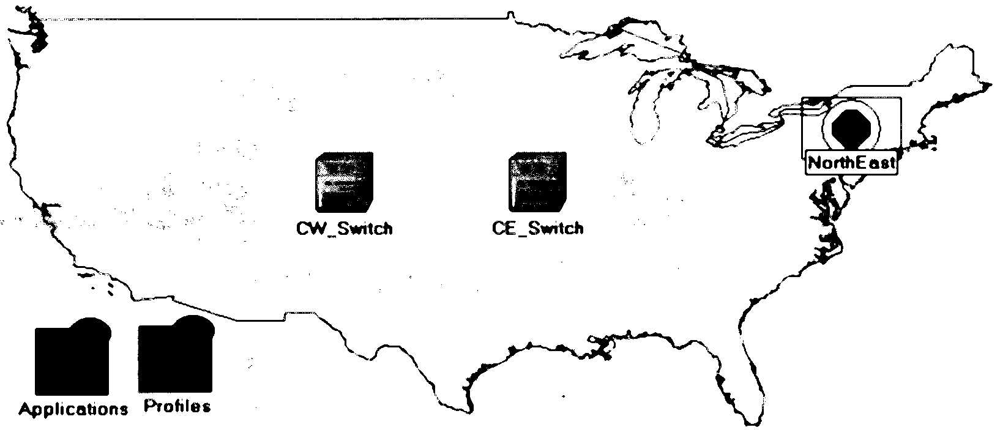 NorthEast
CW_Switch
CE_Switch
Applications
Profiles